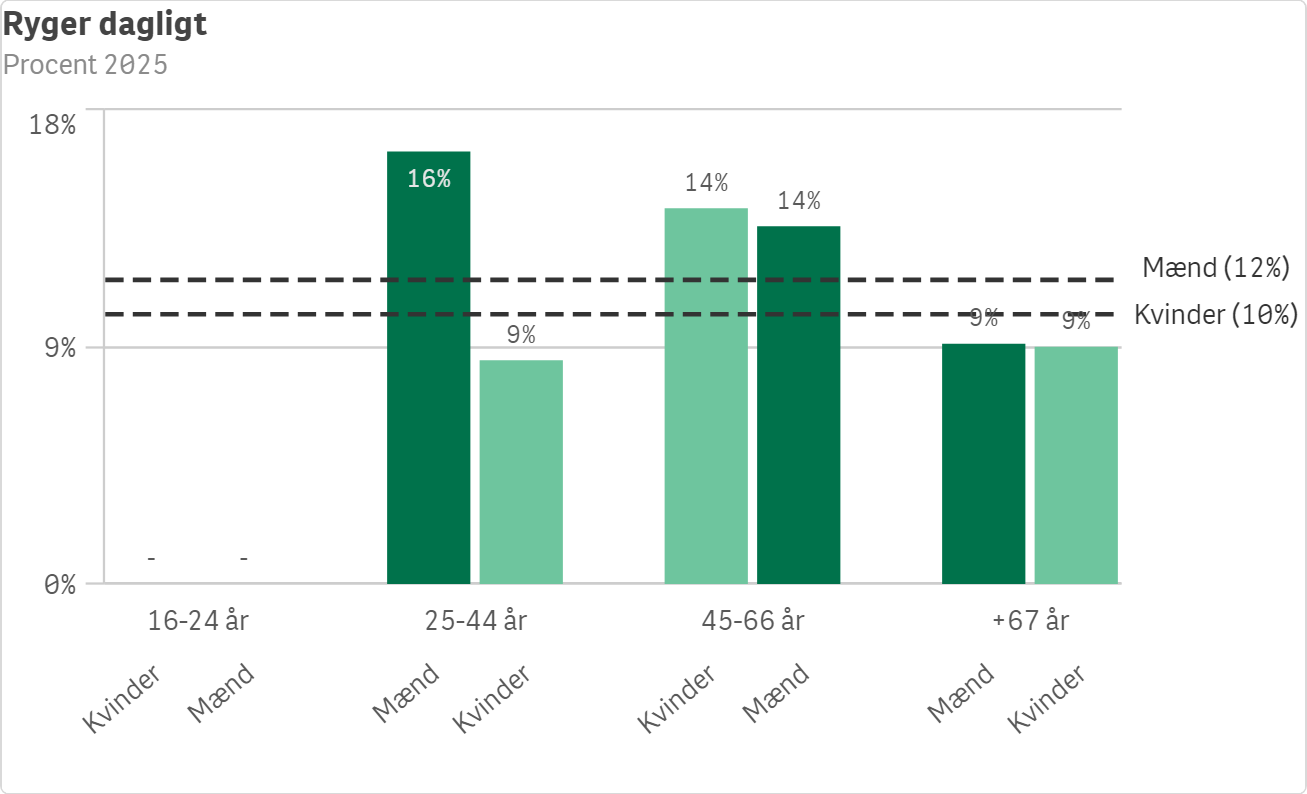 Ryger dagligt
Procent 2025
18%
16%
14%
14%
Mænd (12%)
Kvinder (10%)
9%
9%
9%
9%
-
-
0%
16-24 år
25-44 år
45-66 år
+67 år
Kvinder
Mænd
Mænd
Kvinder
Kvinder
Mænd
Mænd
Kvinder